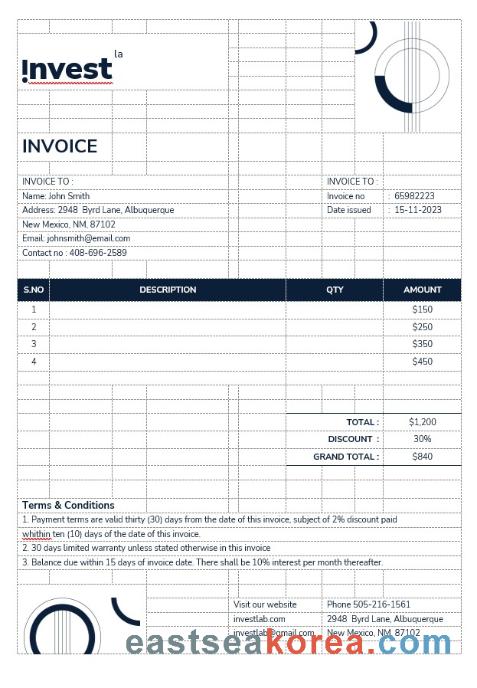 !nvest la
INVOICE
INVOICE TO :
Name: John Smith
Address: 2948 Byrd Lane, Albuquerque
New Mexico, NM, 87102
Email: johnsmith@email.com
Contact no : 408-696-2589
INVOICE TO :
Invoice no : 65982223
Date issued : 15-11-2023
S.NO DESCRIPTION QTY AMOUNT
1 $150
2 $250
3 $350
4 $450
TOTAL : $1,200
DISCOUNT : 30%
GRAND TOTAL : $840
Terms & Conditions
1. Payment terms are valid thirty (30) days from the date of this invoice, subject of 2% discount paid
whithin ten (10) days of the date of this invoice.
2. 30 days limited warranty unless stated otherwise in this invoice
3. Balance due within 15 days of invoice date. There shall be 10% interest per month thereafter.
Visit our website Phone 505-216-1561
investlab.com 2948 Byrd Lane, Albuquerque
investlab@gmail.com New Mexico, NM, 87102
eastseakorea.com